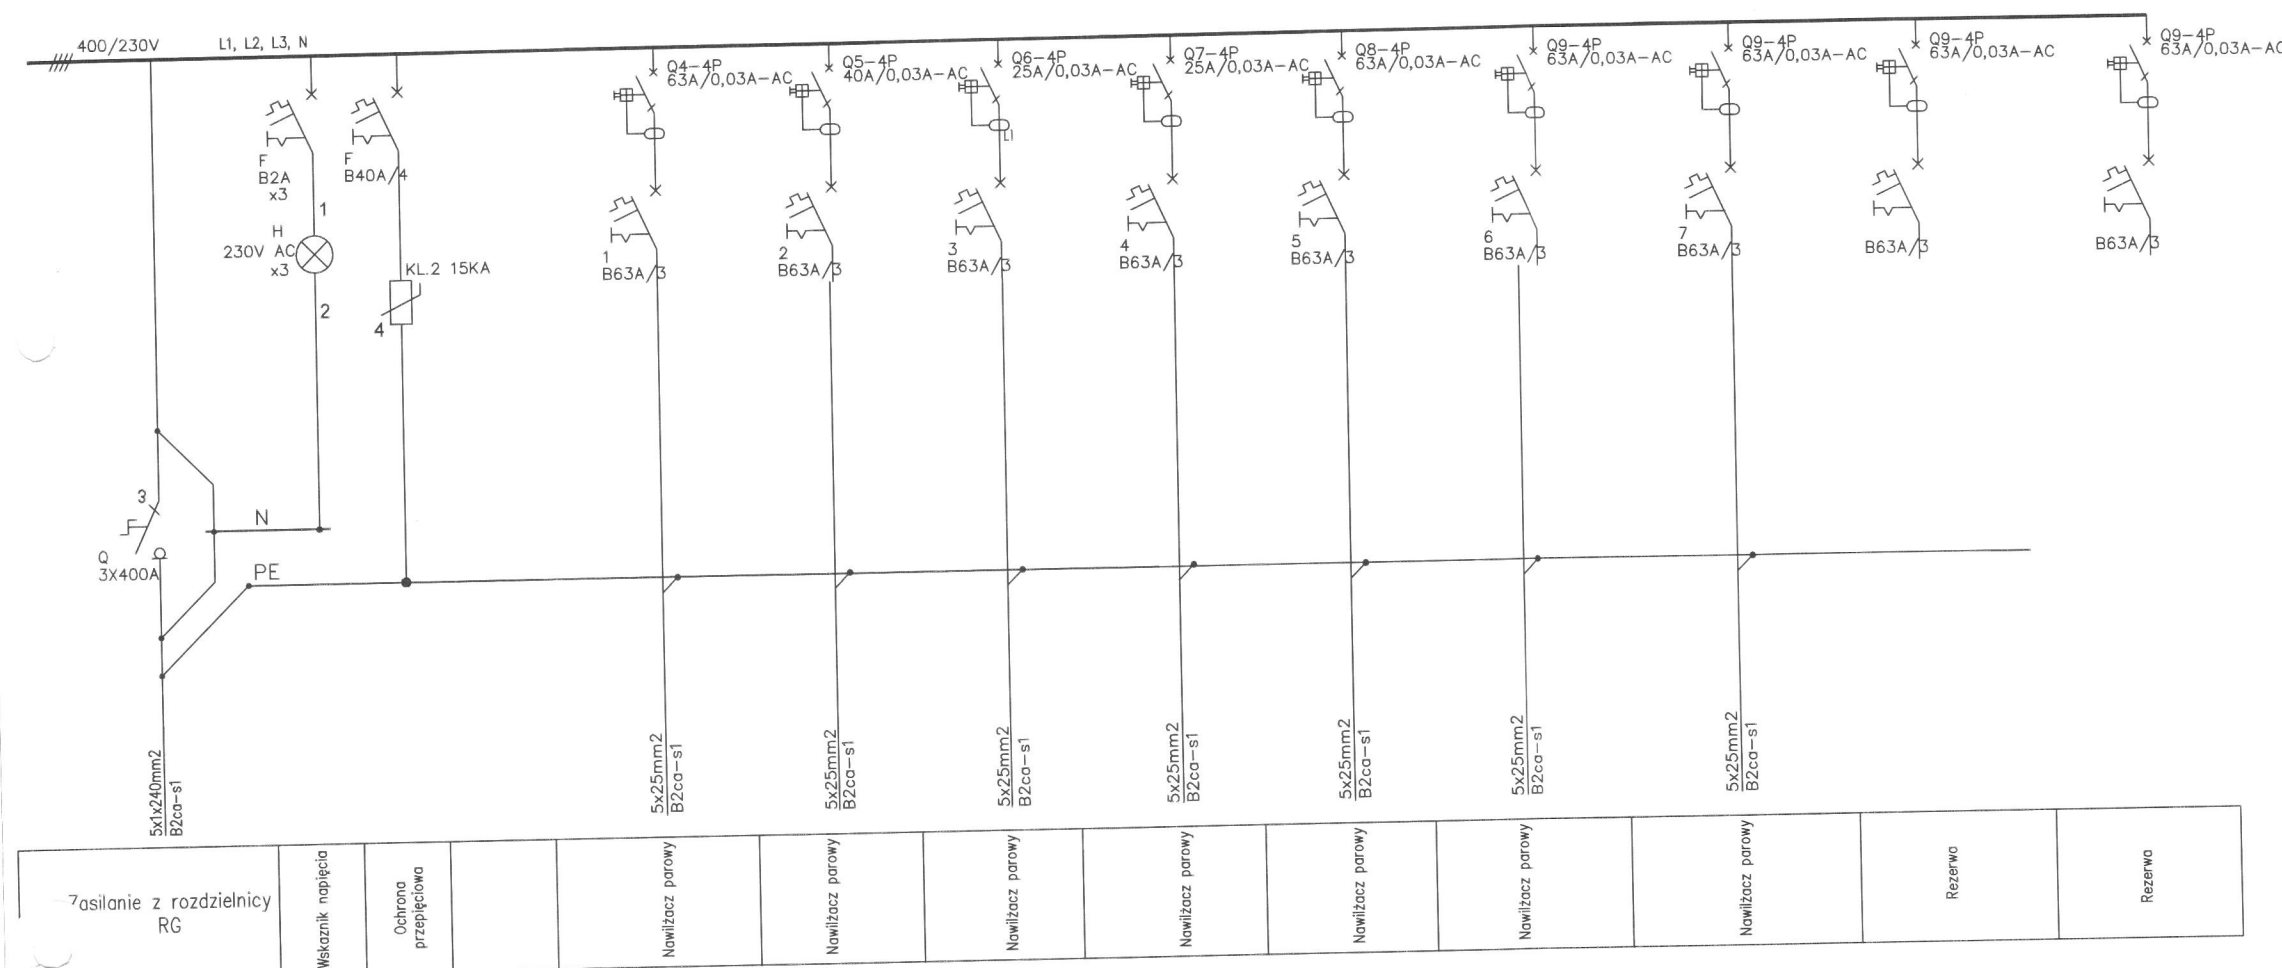 400/230V
L1, L2, L3, N
F
B2A
x3
1
H
230V AC
x3
2
F
B40A/4
KL.2 15KA
4
Q4-4P
63A/0,03A-AC
1
B63A/3
Q5-4P
40A/0,03A-AC
2
B63A/3
Q6-4P
25A/0,03A-AC
L1
3
B63A/3
Q7-4P
25A/0,03A-AC
4
B63A/3
Q8-4P
63A/0,03A-AC
5
B63A/3
Q9-4P
63A/0,03A-AC
6
B63A/3
Q9-4P
63A/0,03A-AC
7
B63A/3
Q9-4P
63A/0,03A-AC
B63A/3
Q9-4P
63A/0,03A-AC
B63A/3
3
Q
3X400A
N
PE
5x1x240mm2
B2ca-s1
5x25mm2
B2ca-s1
5x25mm2
B2ca-s1
5x25mm2
B2ca-s1
5x25mm2
B2ca-s1
5x25mm2
B2ca-s1
5x25mm2
B2ca-s1
5x25mm2
B2ca-s1
Zasilanie z rozdzielnicy
RG
Wskaznik napięcia
Ochrona
przepięciowa
Nawilżacz parowy
Nawilżacz parowy
Nawilżacz parowy
Nawilżacz parowy
Nawilżacz parowy
Nawilżacz parowy
Nawilżacz parowy
Rezerwa
Rezerwa